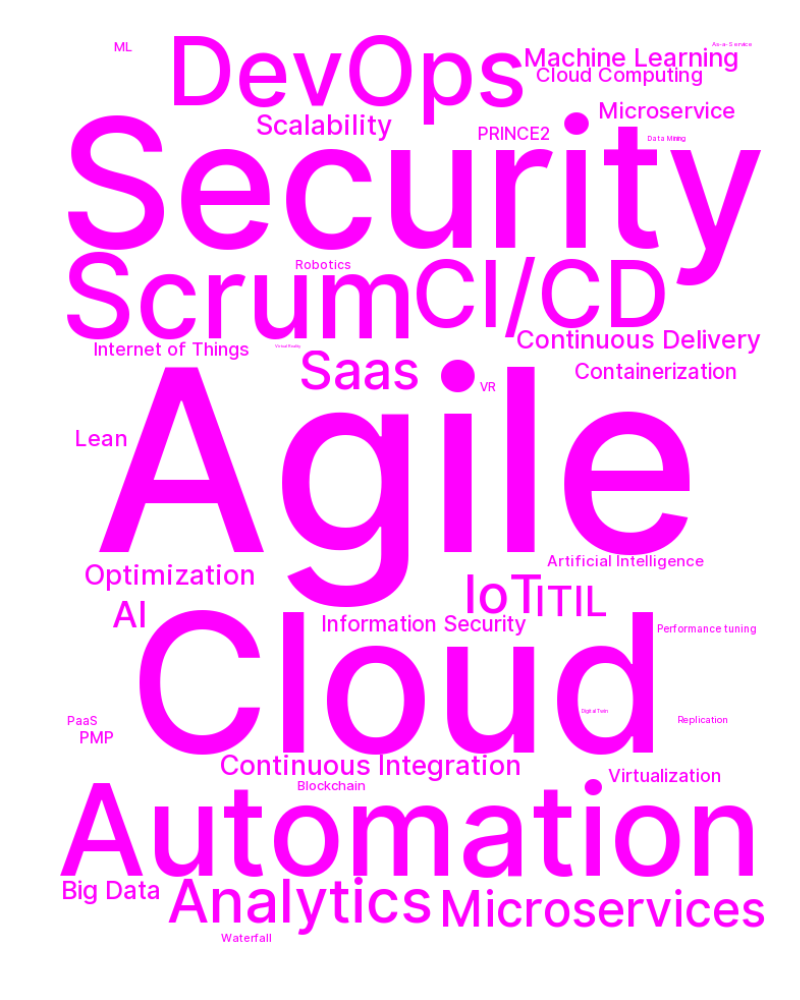 ML
As-a-Service
DevOps
Machine Learning
Cloud Computing
Microservice
Scalability
PRINCE2
Data Mining
Security
Robotics
Scrum
CI/CD
Continuous Delivery
Internet of Things
Virtual Reality
Saas
Containerization
VR
Lean
Agile
Artificial Intelligence
Optimization
IoT
ITIL
AI
Information Security
Performance tuning
Cloud
Digital Twin
PaaS
Replication
PMP
Continuous Integration
Virtualization
Blockchain
Automation
Big Data
Analytics
Microservices
Waterfall